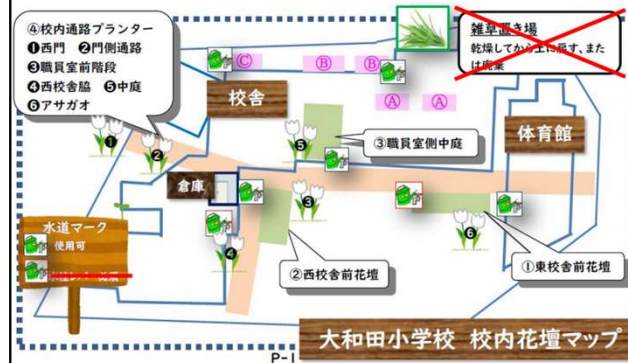 ④校内通路プランター
❶西門 ❷門側通路
❸職員室前階段
❹西校舎脇 ❺中庭
❻アサガオ
雑草置き場
乾燥してから土に戻す、また
は廃棄
Ⓒ
Ⓑ
Ⓑ
Ⓐ
Ⓐ
校舎
体育館
③職員室側中庭
❶
❷
❺
倉庫
❸
❹
❻
水道マーク
使用可
②西校舎前花壇
①東校舎前花壇
大和田小学校 校内花壇マップ
P-1